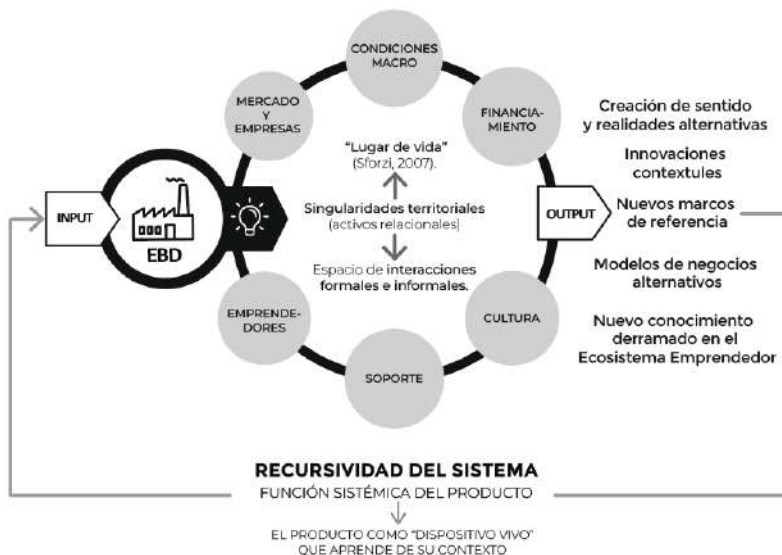 CONDICIONES
MACRO
MERCADO
Y
EMPRESAS
FINANCIA-
MIENTO
"Lugar de vida"
(Sforzi, 2007).
Singularidades territoriales
(activos relacionales)
Espacio de interacciones
formales e informales.
INPUT
EBD
OUTPUT
EMPRENDE-
DORES
CULTURA
SOPORTE
Creación de sentido
y realidades alternativas
Innovaciones
contextules
Nuevos marcos
de referencia
Modelos de negocios
alternativos
Nuevo conocimiento
derramado en el
Ecosistema Emprendedor
RECURSIVIDAD DEL SISTEMA
FUNCIÓN SISTÉMICA DEL PRODUCTO
EL PRODUCTO COMO "DISPOSITIVO VIVO"
QUE APRENDE DE SU CONTEXTO